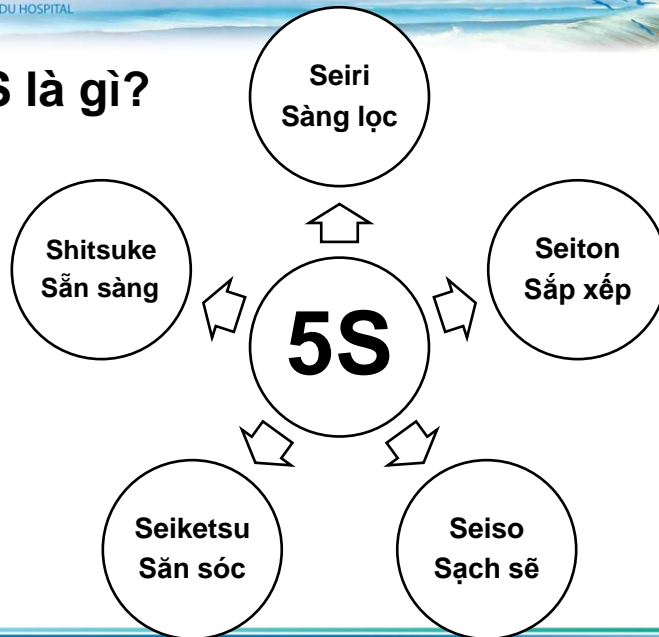 DU HOSPITAL
S là gì?
Seiri
Sàng lọc
Shitsuke
Sẵn sàng
Seiton
Sắp xếp
5S
Seiketsu
Săn sóc
Seiso
Sạch sẽ